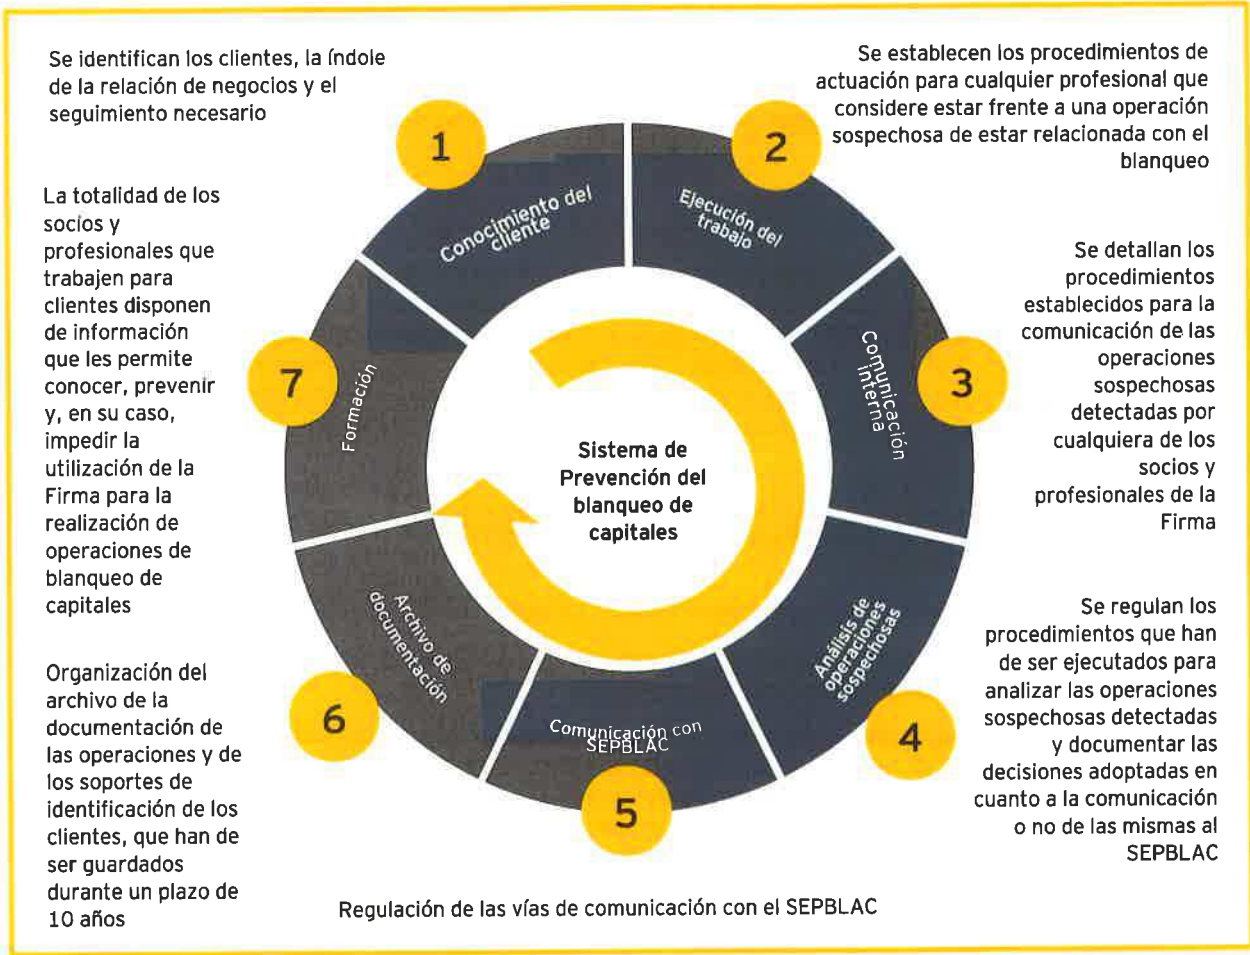 Se identifican los clientes, la índole
de la relación de negocios y el
seguimiento necesario
1
Conocimiento del
cliente
Se establecen los procedimientos de
actuación para cualquier profesional que
considere estar frente a una operación
sospechosa de estar relacionada con el
blanqueo
2
Ejecución del
trabajo
Se detallan los
procedimientos
establecidos para la
comunicación de las
operaciones
sospechosas
detectadas por
cualquiera de los
socios y
profesionales de la
Firma
3
Comunicación
interna
Se regulan los
procedimientos que han
de ser ejecutados para
analizar las operaciones
sospechosas detectadas
y documentar las
decisiones adoptadas en
cuanto a la comunicación
o no de las mismas al
SEPBLAC
4
Análisis de
operaciones
sospechosas
5
Comunicación con
SEPBLAC
Regulación de las vías de comunicación con el SEPBLAC
6
Archivo de
documentación
Organización del
archivo de la
documentación de
las operaciones y de
los soportes de
identificación de los
clientes, que han de
ser guardados
durante un plazo de
10 años
7
Formación
La totalidad de los
socios y
profesionales que
trabajen para
clientes disponen
de información
que les permite
conocer, prevenir
y, en su caso,
impedir la
utilización de la
Firma para la
realización de
operaciones de
blanqueo de
capitales
Sistema de
Prevención del
blanqueo de
capitales